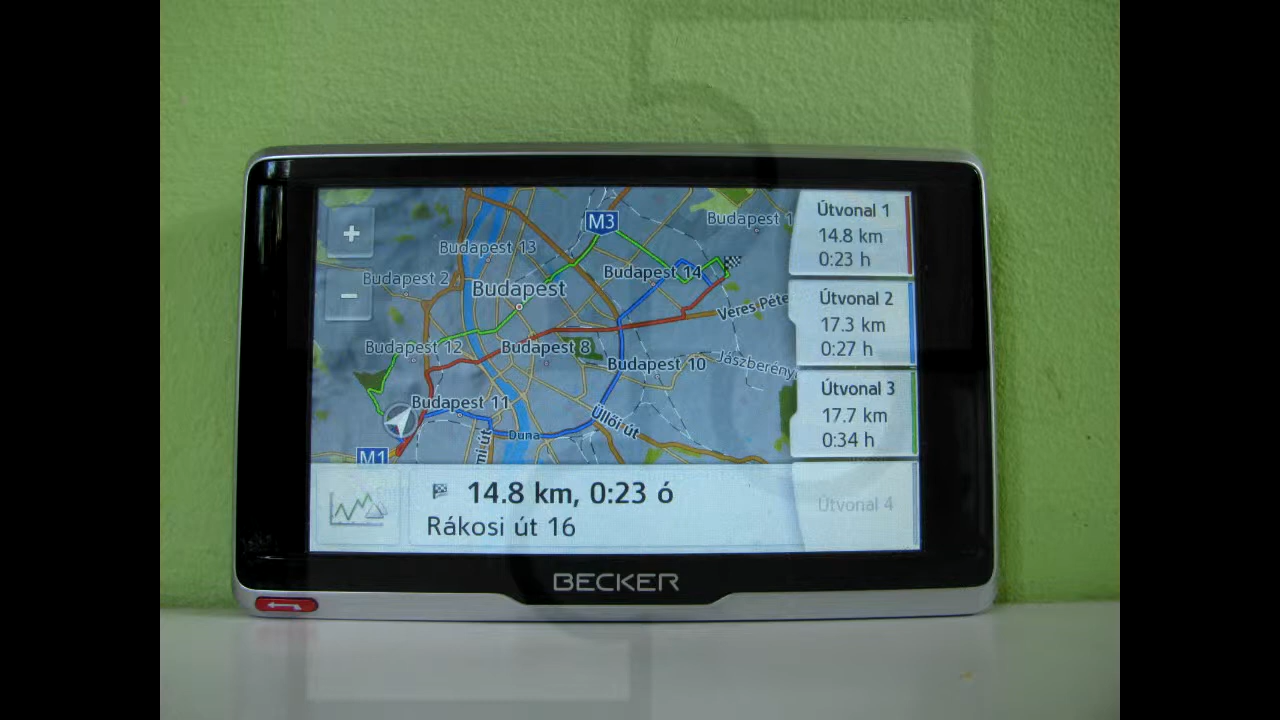 +
−
M3
Budapest 1
Budapest 13
Budapest 14
Budapest 2
Budapest
Veres Péte
Budapest 12
Budapest 8
Budapest 10
Jászberény
Budapest 11
Üllői út
Duna
mi út
M1
Útvonal 1
14.8 km
0:23 h
Útvonal 2
17.3 km
0:27 h
Útvonal 3
17.7 km
0:34 h
Útvonal 4
14.8 km, 0:23 ó
Rákosi út 16
BECKER